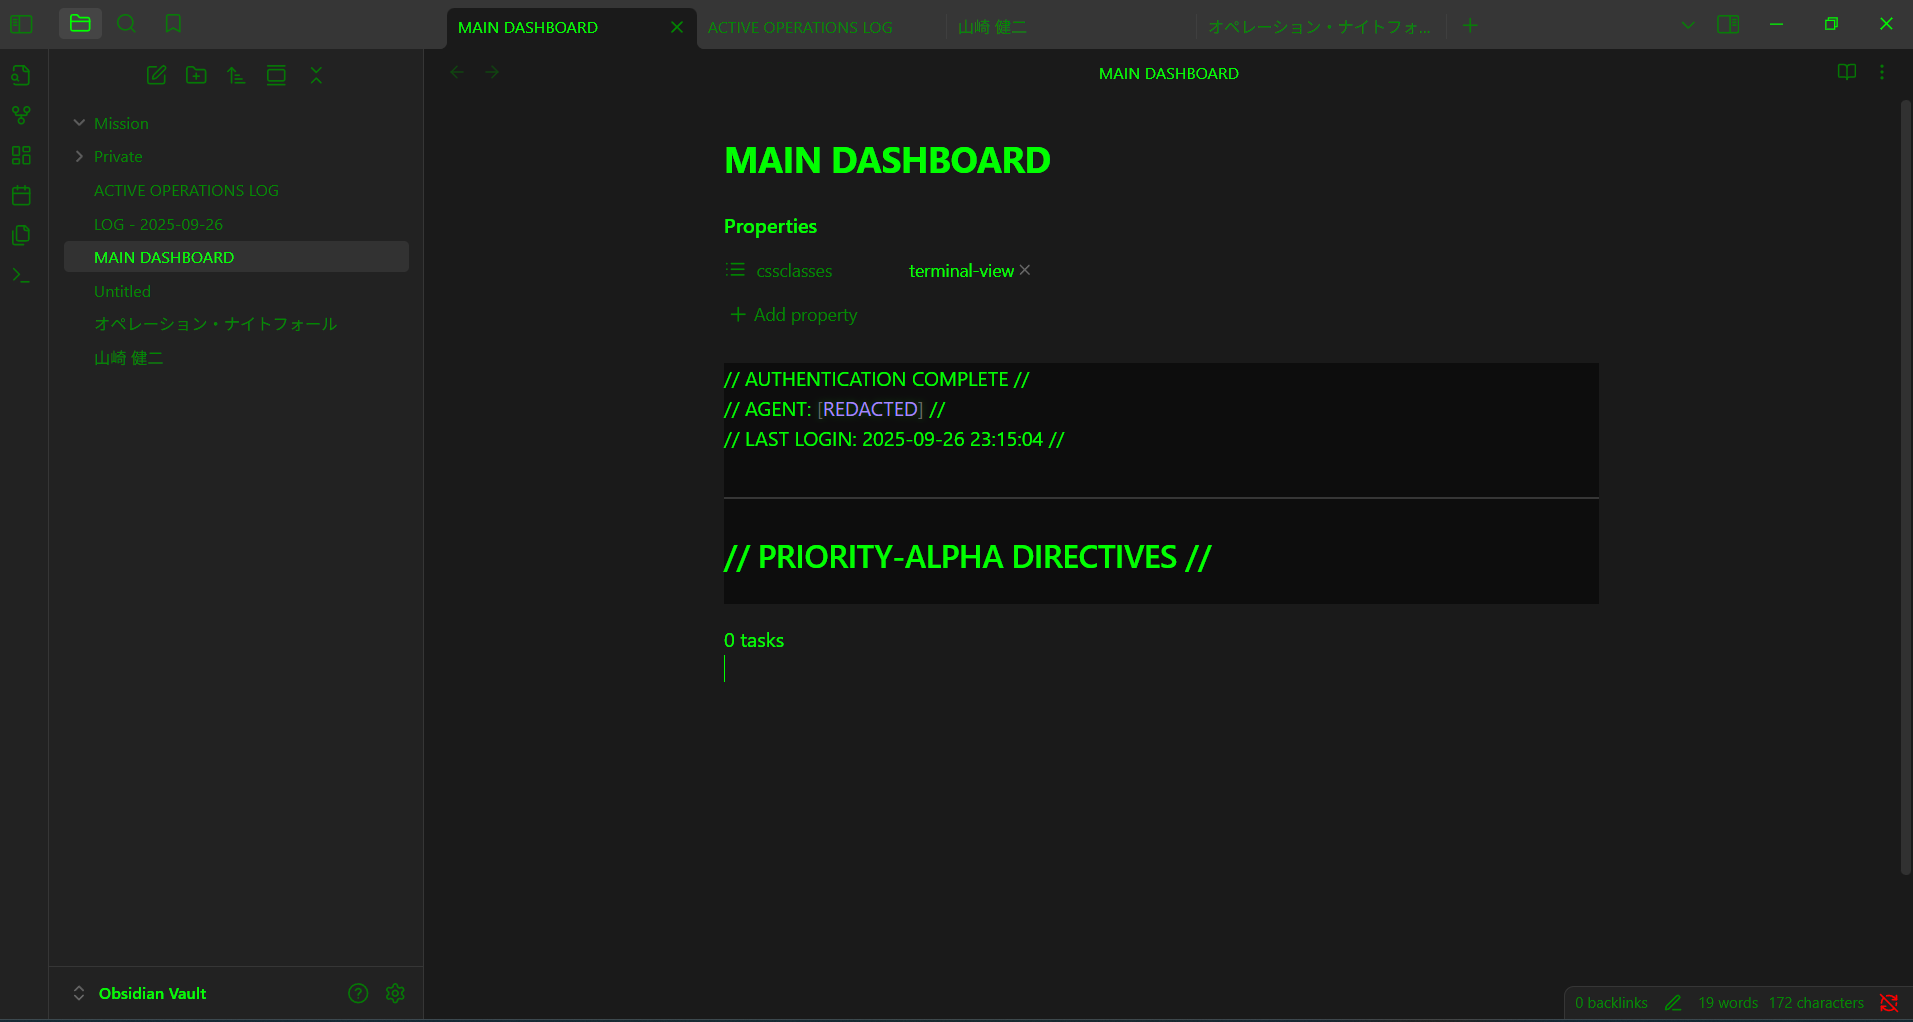 MAIN DASHBOARD
ACTIVE OPERATIONS LOG
山崎 健二
オペレーション・ナイトフォ...
MAIN DASHBOARD
Mission
Private
ACTIVE OPERATIONS LOG
LOG - 2025-09-26
MAIN DASHBOARD
Untitled
オペレーション・ナイトフォール
山崎 健二
MAIN DASHBOARD
Properties
cssclasses terminal-view
Add property
// AUTHENTICATION COMPLETE //
// AGENT: [REDACTED] //
// LAST LOGIN: 2025-09-26 23:15:04 //
// PRIORITY-ALPHA DIRECTIVES //
0 tasks
Obsidian Vault
0 backlinks 19 words 172 characters